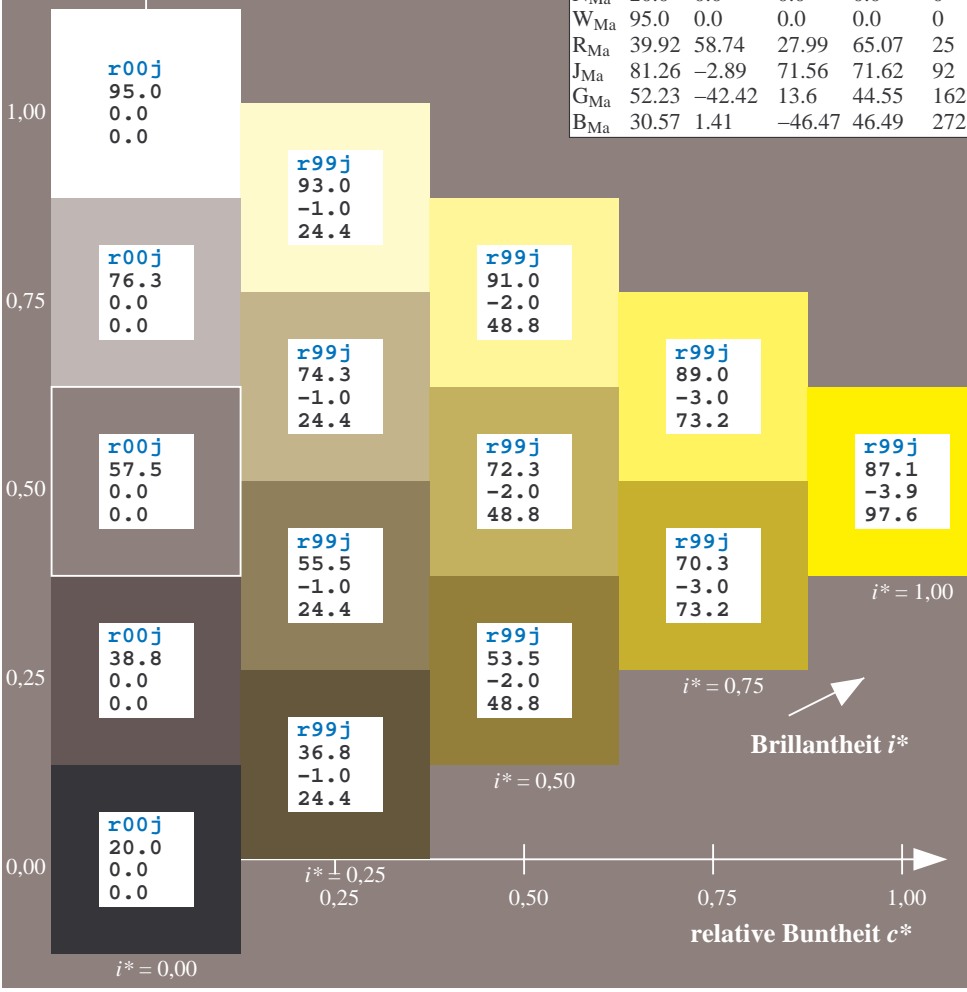 W_Ma 95.0 0.0 0.0 0.0 0
R_Ma 39.92 58.74 27.99 65.07 25
J_Ma 81.26 −2.89 71.56 71.62 92
G_Ma 52.23 −42.42 13.6 44.55 162
B_Ma 30.57 1.41 −46.47 46.49 272
1,00
r00j
95.0
0.0
0.0
r99j
93.0
−1.0
24.4
0,75
r00j
76.3
0.0
0.0
r99j
91.0
−2.0
48.8
r99j
74.3
−1.0
24.4
r99j
89.0
−3.0
73.2
0,50
r00j
57.5
0.0
0.0
r99j
72.3
−2.0
48.8
r99j
87.1
−3.9
97.6
r99j
55.5
−1.0
24.4
r99j
70.3
−3.0
73.2
i* = 1,00
0,25
r00j
38.8
0.0
0.0
r99j
53.5
−2.0
48.8
i* = 0,75
r99j
36.8
−1.0
24.4
Brillantheit i*
i* = 0,50
0,00
r00j
20.0
0.0
0.0
i* = 0,25
0,25 0,50 0,75 1,00
relative Buntheit c*
i* = 0,00